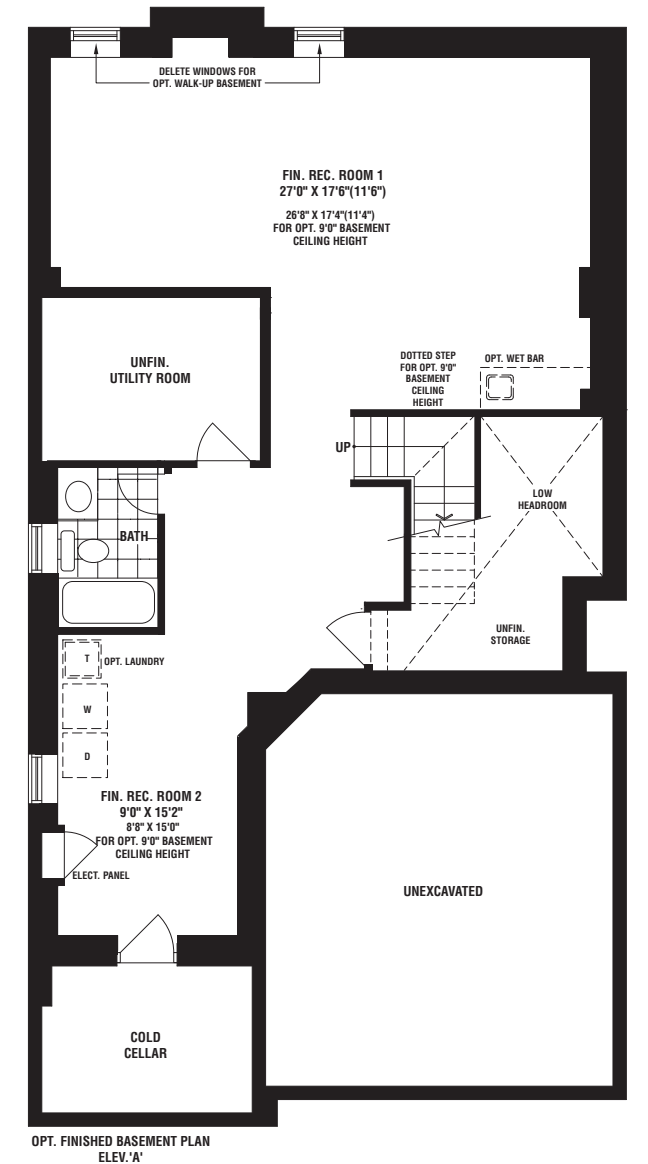 DELETE WINDOWS FOR
OPT. WALK-UP BASEMENT
FIN. REC. ROOM 1
27'0" X 17'6"(11'6")
26'8" X 17'4"(11'4")
FOR OPT. 9'0" BASEMENT
CEILING HEIGHT
UNFIN.
UTILITY ROOM
DOTTED STEP
FOR OPT. 9'0"
BASEMENT
CEILING
HEIGHT
OPT. WET BAR
UP
LOW
HEADROOM
BATH
UNFIN.
STORAGE
T
OPT. LAUNDRY
W
D
FIN. REC. ROOM 2
9'0" X 15'2"
8'8" X 15'0"
FOR OPT. 9'0" BASEMENT
CEILING HEIGHT
ELECT. PANEL
UNEXCAVATED
COLD
CELLAR
OPT. FINISHED BASEMENT PLAN
ELEV.'A'